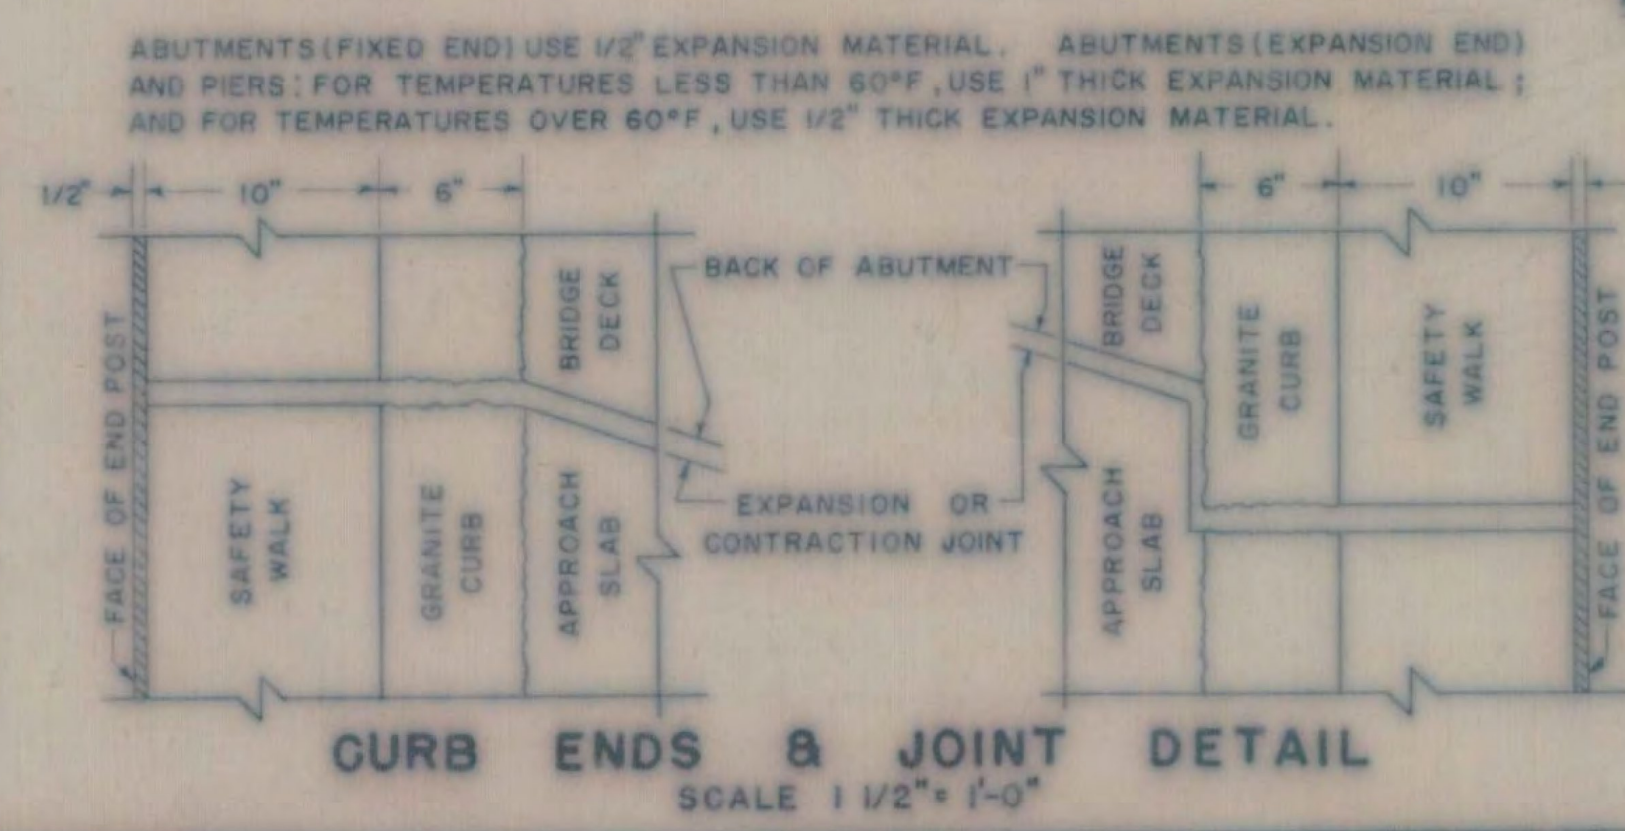 ABUTMENTS (FIXED END) USE 1/2" EXPANSION MATERIAL. ABUTMENTS (EXPANSION END)
AND PIERS: FOR TEMPERATURES LESS THAN 60°F, USE 1" THICK EXPANSION MATERIAL;
AND FOR TEMPERATURES OVER 60°F, USE 1/2" THICK EXPANSION MATERIAL.
1/2"
10"
6"
6"
10"
BACK OF ABUTMENT
BRIDGE
DECK
BRIDGE
DECK
FACE OF END POST
SAFETY
WALK
GRANITE
CURB
APPROACH
SLAB
EXPANSION OR
CONTRACTION JOINT
APPROACH
SLAB
GRANITE
CURB
SAFETY
WALK
FACE OF END POST
CURB ENDS & JOINT DETAIL
SCALE 1 1/2" = 1'-0"